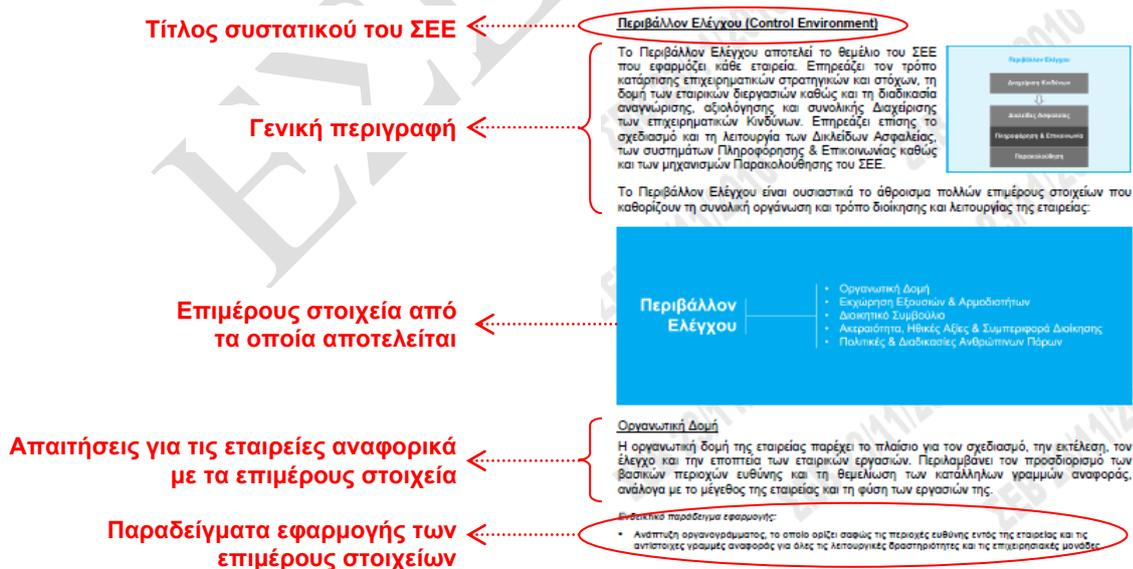 Τίτλος συστατικού του ΣΕΕ
Περιβάλλον Ελέγχου (Control Environment)
Γενική περιγραφή
Το Περιβάλλον Ελέγχου αποτελεί το θεμέλιο του ΣΕΕ
που εφαρμόζει κάθε εταιρεία. Επηρεάζει τον τρόπο
κατάρτισης επιχειρηματικών στρατηγικών και στόχων, τη
δομή των εταιρικών διεργασιών καθώς και τη διαδικασία
αναγνώρισης, αξιολόγησης και συνολικής Διαχείρισης
των επιχειρηματικών Κινδύνων. Επηρεάζει επίσης το
σχεδιασμό και τη λειτουργία των Δικλείδων Ασφαλείας,
των συστημάτων Πληροφόρησης & Επικοινωνίας καθώς
και των μηχανισμών Παρακολούθησης του ΣΕΕ.
Περιβάλλον Ελέγχου
Διαχείριση Κινδύνων
Δικλείδες Ασφαλείας
Πληροφόρηση & Επικοινωνία
Παρακολούθηση
Το Περιβάλλον Ελέγχου είναι ουσιαστικά το άθροισμα πολλών επιμέρους στοιχείων που
καθορίζουν τη συνολική οργάνωση και τρόπο διοίκησης και λειτουργίας της εταιρείας:
Επιμέρους στοιχεία από
τα οποία αποτελείται
Περιβάλλον
Ελέγχου
• Οργανωτική Δομή
• Εκχώρηση Εξουσιών & Αρμοδιοτήτων
• Διοικητικό Συμβούλιο
• Ακεραιότητα, Ηθικές Αξίες & Συμπεριφορά Διοίκησης
• Πολιτικές & Διαδικασίες Ανθρώπινων Πόρων
Απαιτήσεις για τις εταιρείες αναφορικά
με τα επιμέρους στοιχεία
Οργανωτική Δομή
Η οργανωτική δομή της εταιρείας παρέχει το πλαίσιο για τον σχεδιασμό, την εκτέλεση, τον
έλεγχο και την εποπτεία των εταιρικών εργασιών. Περιλαμβάνει τον προσδιορισμό των
βασικών περιοχών ευθύνης και τη θεμελίωση των κατάλληλων γραμμών αναφοράς,
ανάλογα με το μέγεθος της εταιρείας και τη φύση των εργασιών της.
Παραδείγματα εφαρμογής των
επιμέρους στοιχείων
Ενδεικτικό παράδειγμα εφαρμογής:
• Ανάπτυξη οργανογράμματος, το οποίο ορίζει σαφώς τις περιοχές ευθύνης εντός της εταιρείας και τις
αντίστοιχες γραμμές αναφοράς για όλες τις λειτουργικές δραστηριότητες και τις επιχειρησιακές μονάδες.